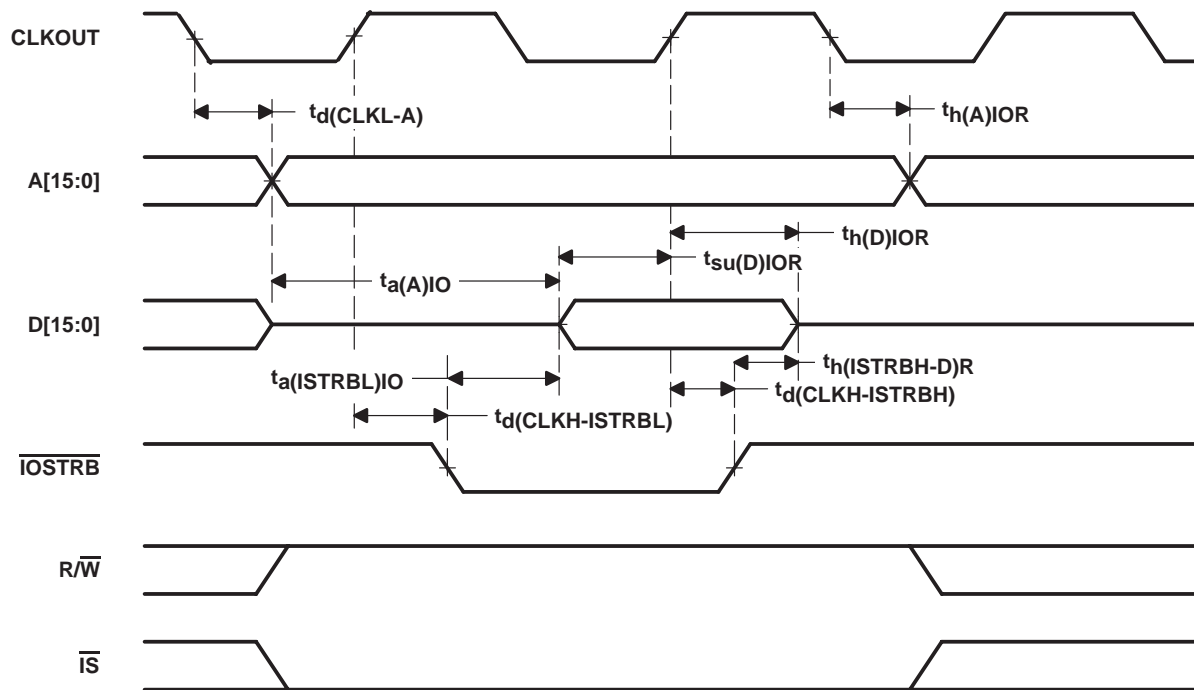 CLKOUT
td(CLKL-A)
th(A)IOR
A[15:0]
th(D)IOR
tsu(D)IOR
ta(A)IO
D[15:0]
th(ISTRBH-D)R
ta(ISTRBL)IO
td(CLKH-ISTRBH)
td(CLKH-ISTRBL)
IOSTRB
R/W
IS